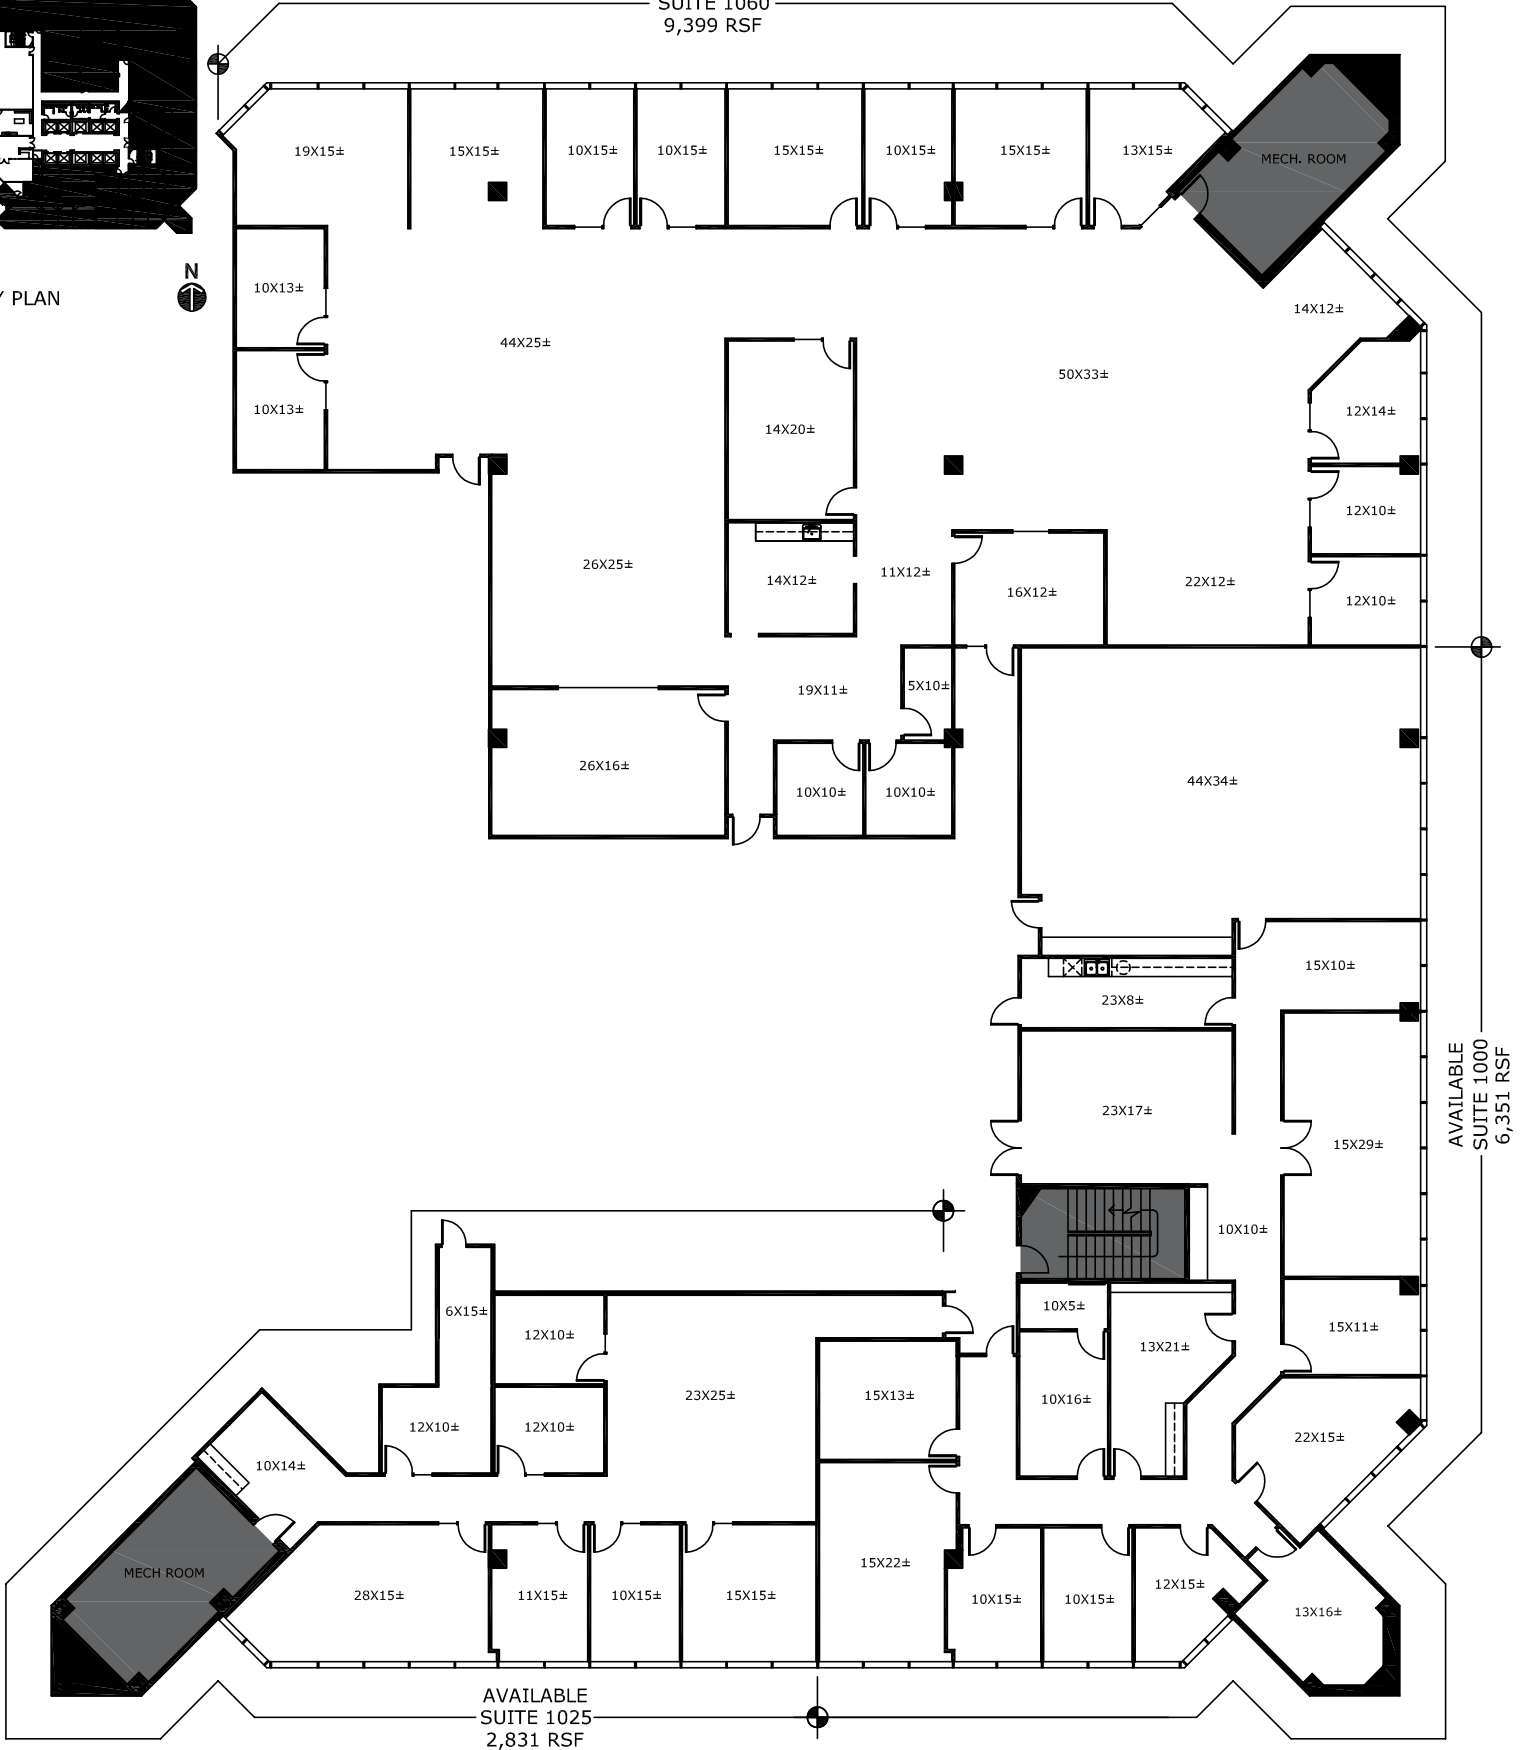 SUITE 1060
9,399 RSF
MECH. ROOM
19X15±
15X15±
10X15±
10X15±
15X15±
10X15±
15X15±
13X15±
N
Y PLAN
10X13±
14X12±
44X25±
50X33±
10X13±
12X14±
14X20±
12X10±
26X25±
14X12±
11X12±
16X12±
22X12±
12X10±
19X11±
5X10±
26X16±
10X10±
10X10±
44X34±
15X10±
23X8±
23X17±
15X29±
AVAILABLE
SUITE 1000
6,351 RSF
10X10±
6X15±
12X10±
10X5±
15X11±
13X21±
23X25±
15X13±
10X16±
12X10±
12X10±
22X15±
10X14±
MECH ROOM
28X15±
11X15±
10X15±
15X15±
15X22±
10X15±
10X15±
12X15±
13X16±
AVAILABLE
SUITE 1025
2,831 RSF